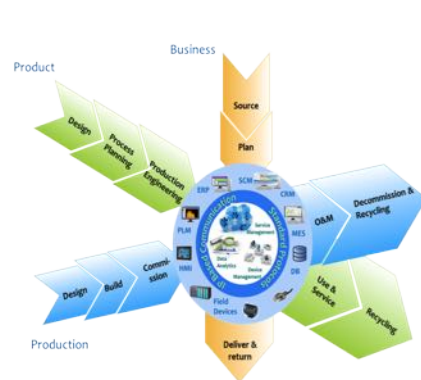 Business
Product
Source
Plan
Design
Process
Planning
Production
Engineering
ERP
SCM
CRM
PLM
MES
HMI
DB
Field
Devices
IP Based Communication
Standard Protocols
Service
Management
Data
Analytics
Device
Management
O&M
Decommission &
Recycling
Design
Build
Commi-
ssion
Use &
Service
Recycling
Production
Deliver &
return